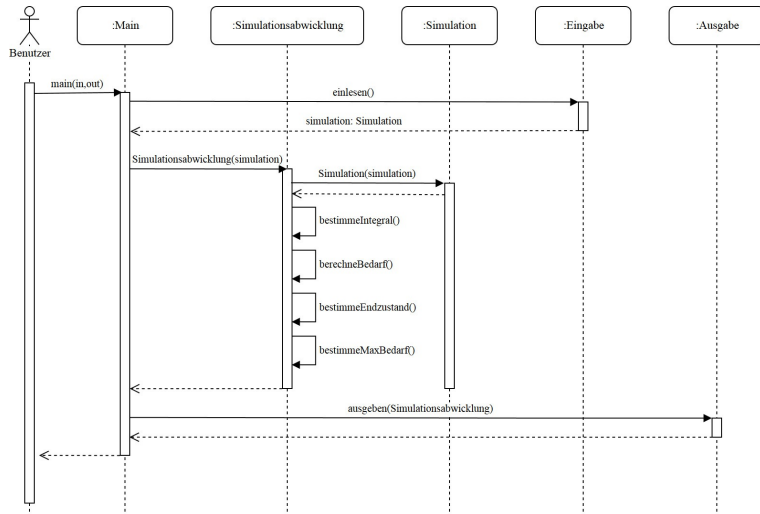 :Main
:Simulationsabwicklung
:Simulation
:Eingabe
:Ausgabe
Benutzer
main(in,out)
einlesen()
simulation: Simulation
Simulationsabwicklung(simulation)
Simulation(simulation)
bestimmeIntegral()
berechneBedarf()
bestimmeEndzustand()
bestimmeMaxBedarf()
ausgeben(Simulationsabwicklung)